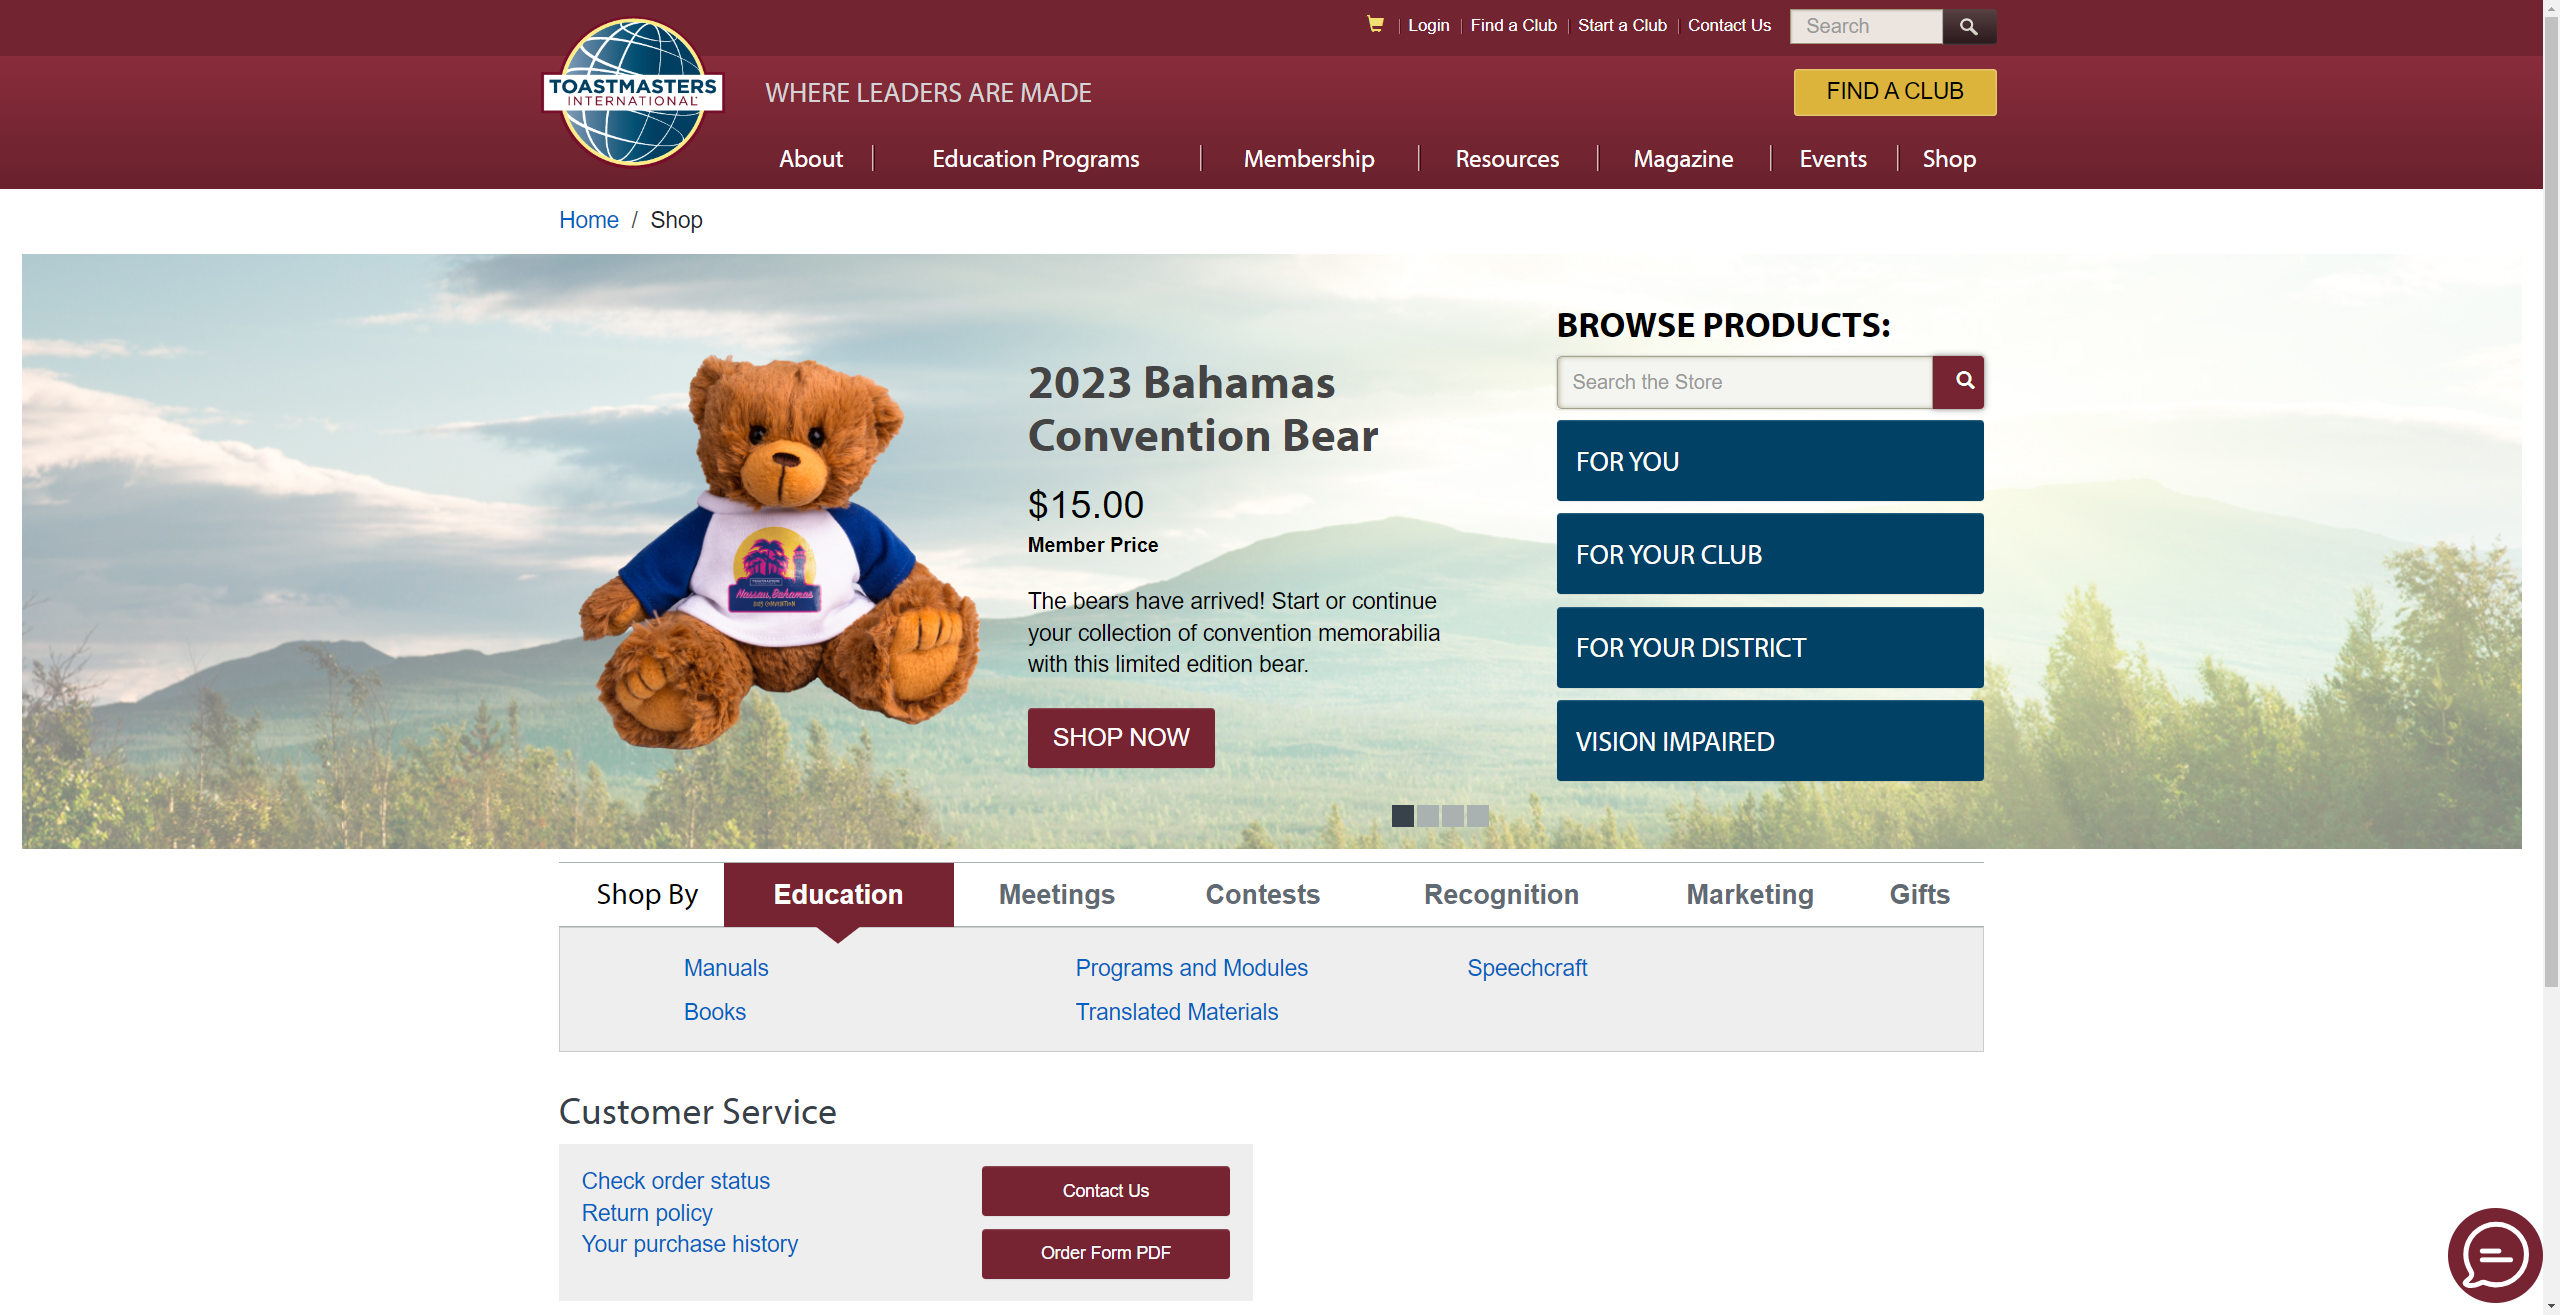 Login
Find a Club
Start a Club
Contact Us
Search
TOASTMASTERS
INTERNATIONAL
WHERE LEADERS ARE MADE
FIND A CLUB
About
Education Programs
Membership
Resources
Magazine
Events
Shop
Home / Shop
2023 Bahamas
Convention Bear
$15.00
Member Price
The bears have arrived! Start or continue
your collection of convention memorabilia
with this limited edition bear.
SHOP NOW
Nassau, Bahamas
2023 CONVENTION
BROWSE PRODUCTS:
Search the Store
FOR YOU
FOR YOUR CLUB
FOR YOUR DISTRICT
VISION IMPAIRED
Shop By
Education
Meetings
Contests
Recognition
Marketing
Gifts
Manuals
Programs and Modules
Speechcraft
Books
Translated Materials
Customer Service
Check order status
Return policy
Your purchase history
Contact Us
Order Form PDF